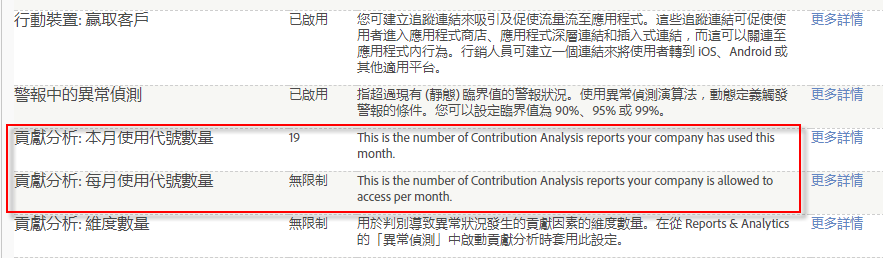 行動裝置: 贏取客戶 已啟用 您可建立追蹤連結來吸引及促使流量流至應用程式。這些追蹤連結可促使使 更多詳情
用者進入應用程式商店、應用程式深層連結和插入式連結，而這可以關連至
應用程式內行為。行銷人員可建立一個連結來將使用者轉到 iOS、Android 或
其他適用平台。
警報中的異常偵測 已啟用 指超過現有 (靜態) 臨界值的警報狀況。使用異常偵測演算法，動態定義觸發 更多詳情
警報的條件。您可以設定臨界值為 90%、95% 或 99%。
貢獻分析: 本月使用代號數量 19 This is the number of Contribution Analysis reports your company has used this 更多詳情
month.
貢獻分析: 每月使用代號數量 無限制 This is the number of Contribution Analysis reports your company is allowed to 更多詳情
access per month.
貢獻分析: 維度數量 無限制 用於判別導致異常狀況發生的貢獻因素的維度數量。在從 Reports & Analytics 更多詳情
的「異常偵測」中啟動貢獻分析時套用此設定。